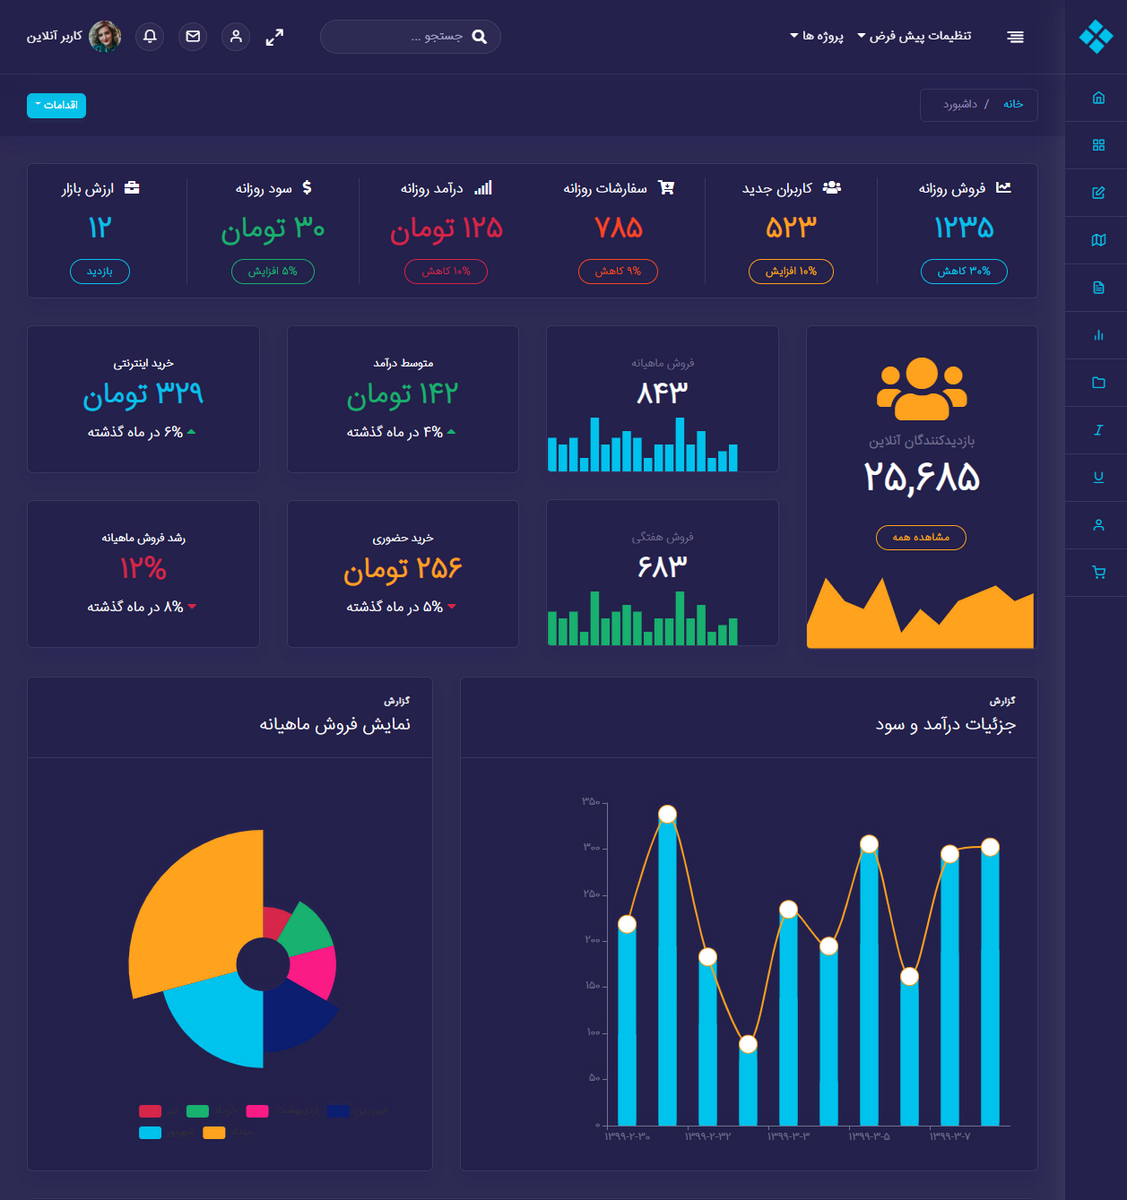 تنظیمات پیش فرض
پروژه ها
جستجو ...
کاربر آنلاین
خانه / داشبورد
اقدامات
فروش روزانه
۱۲۳۵
۳۰% کاهش
کاربران جدید
۵۲۳
۱۰% افزایش
سفارشات روزانه
۷۸۵
۹% کاهش
درآمد روزانه
۱۲۵ تومان
۱۰% کاهش
سود روزانه
۳۰ تومان
۵% افزایش
ارزش بازار
۱۲
بازدید
بازدیدکنندگان آنلاین
۲۵,۶۸۵
مشاهده همه
فروش ماهیانه
۸۴۳
متوسط درآمد
۱۴۲ تومان
۴% در ماه گذشته
خرید اینترنتی
۳۲۹ تومان
۶% در ماه گذشته
فروش هفتگی
۶۸۳
خرید حضوری
۲۵۶ تومان
۵% در ماه گذشته
رشد فروش ماهیانه
۱۲%
۸% در ماه گذشته
گزارش
جزئیات درآمد و سود
۳۵۰
۳۰۰
۲۵۰
۲۰۰
۱۵۰
۱۰۰
۵۰
۰
۱۳۹۹-۲-۳۰
۱۳۹۹-۲-۳۲
۱۳۹۹-۳-۳
۱۳۹۹-۳-۵
۱۳۹۹-۳-۷
گزارش
نمایش فروش ماهیانه